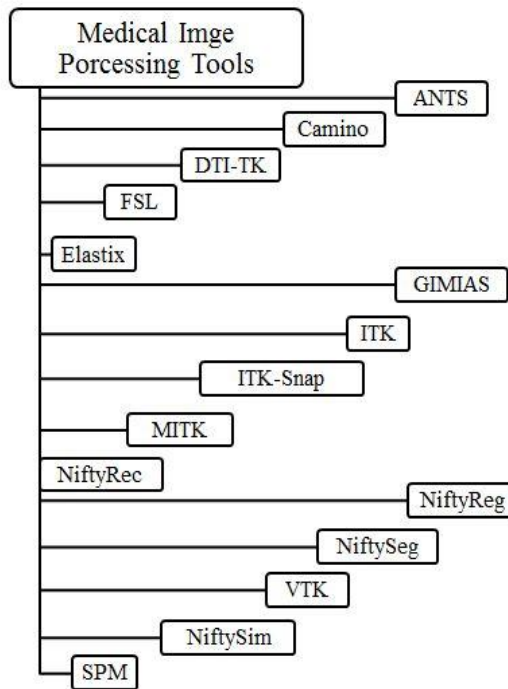 Medical Imge
Porcessing Tools
ANTS
Camino
DTI-TK
FSL
Elastix
GIMIAS
ITK
ITK-Snap
MITK
NiftyRec
NiftyReg
NiftySeg
VTK
NiftySim
SPM